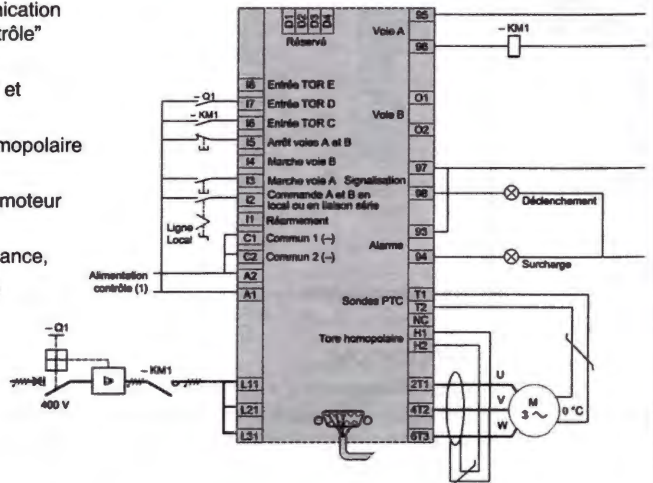 nication
trôle"
et
mopolaire
moteur
ance,
D1 D2 D3 D4
Réservé
Voie A
95
– KM1
96
I8 Entrée TOR E
– Q1
I7 Entrée TOR D
O1
– KM1
I6 Entrée TOR C
Voie B
I5 Arrêt voies A et B
O2
I4 Marche voie B
97
I3 Marche voie A
Signalisation
I2 Commande A et B en
local ou en liaison série
98
Déclenchement
I1 Réarmement
Ligne
Local
C1 Commun 1 (–)
93
Alarme
C2 Commun 2 (–)
94
Surcharge
Alimentation
contrôle (1)
A2
A1
Sondes PTC
T1
T2
NC
Tore homopolaire
H1
H2
– Q1
– KM1
I>
400 V
L11
L21
L31
2T1
4T2
6T3
U
V
W
M
3 ~
θ °C